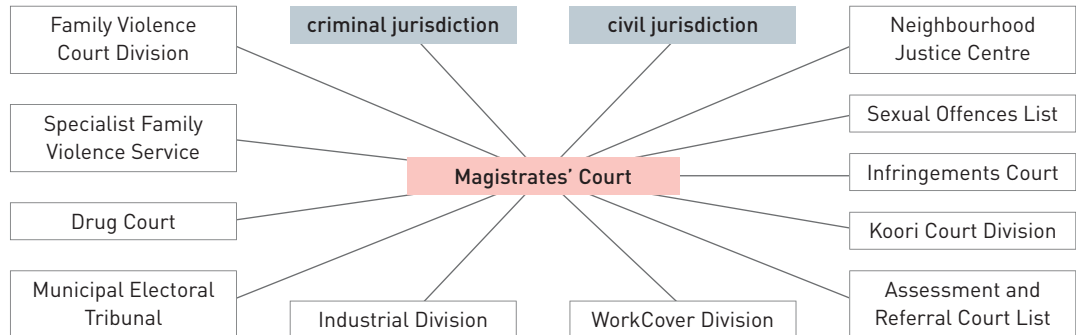 Family Violence
Court Division
criminal jurisdiction
civil jurisdiction
Neighbourhood
Justice Centre
Specialist Family
Violence Service
Sexual Offences List
Magistrates’ Court
Infringements Court
Drug Court
Koori Court Division
Municipal Electoral
Tribunal
Industrial Division
WorkCover Division
Assessment and
Referral Court List